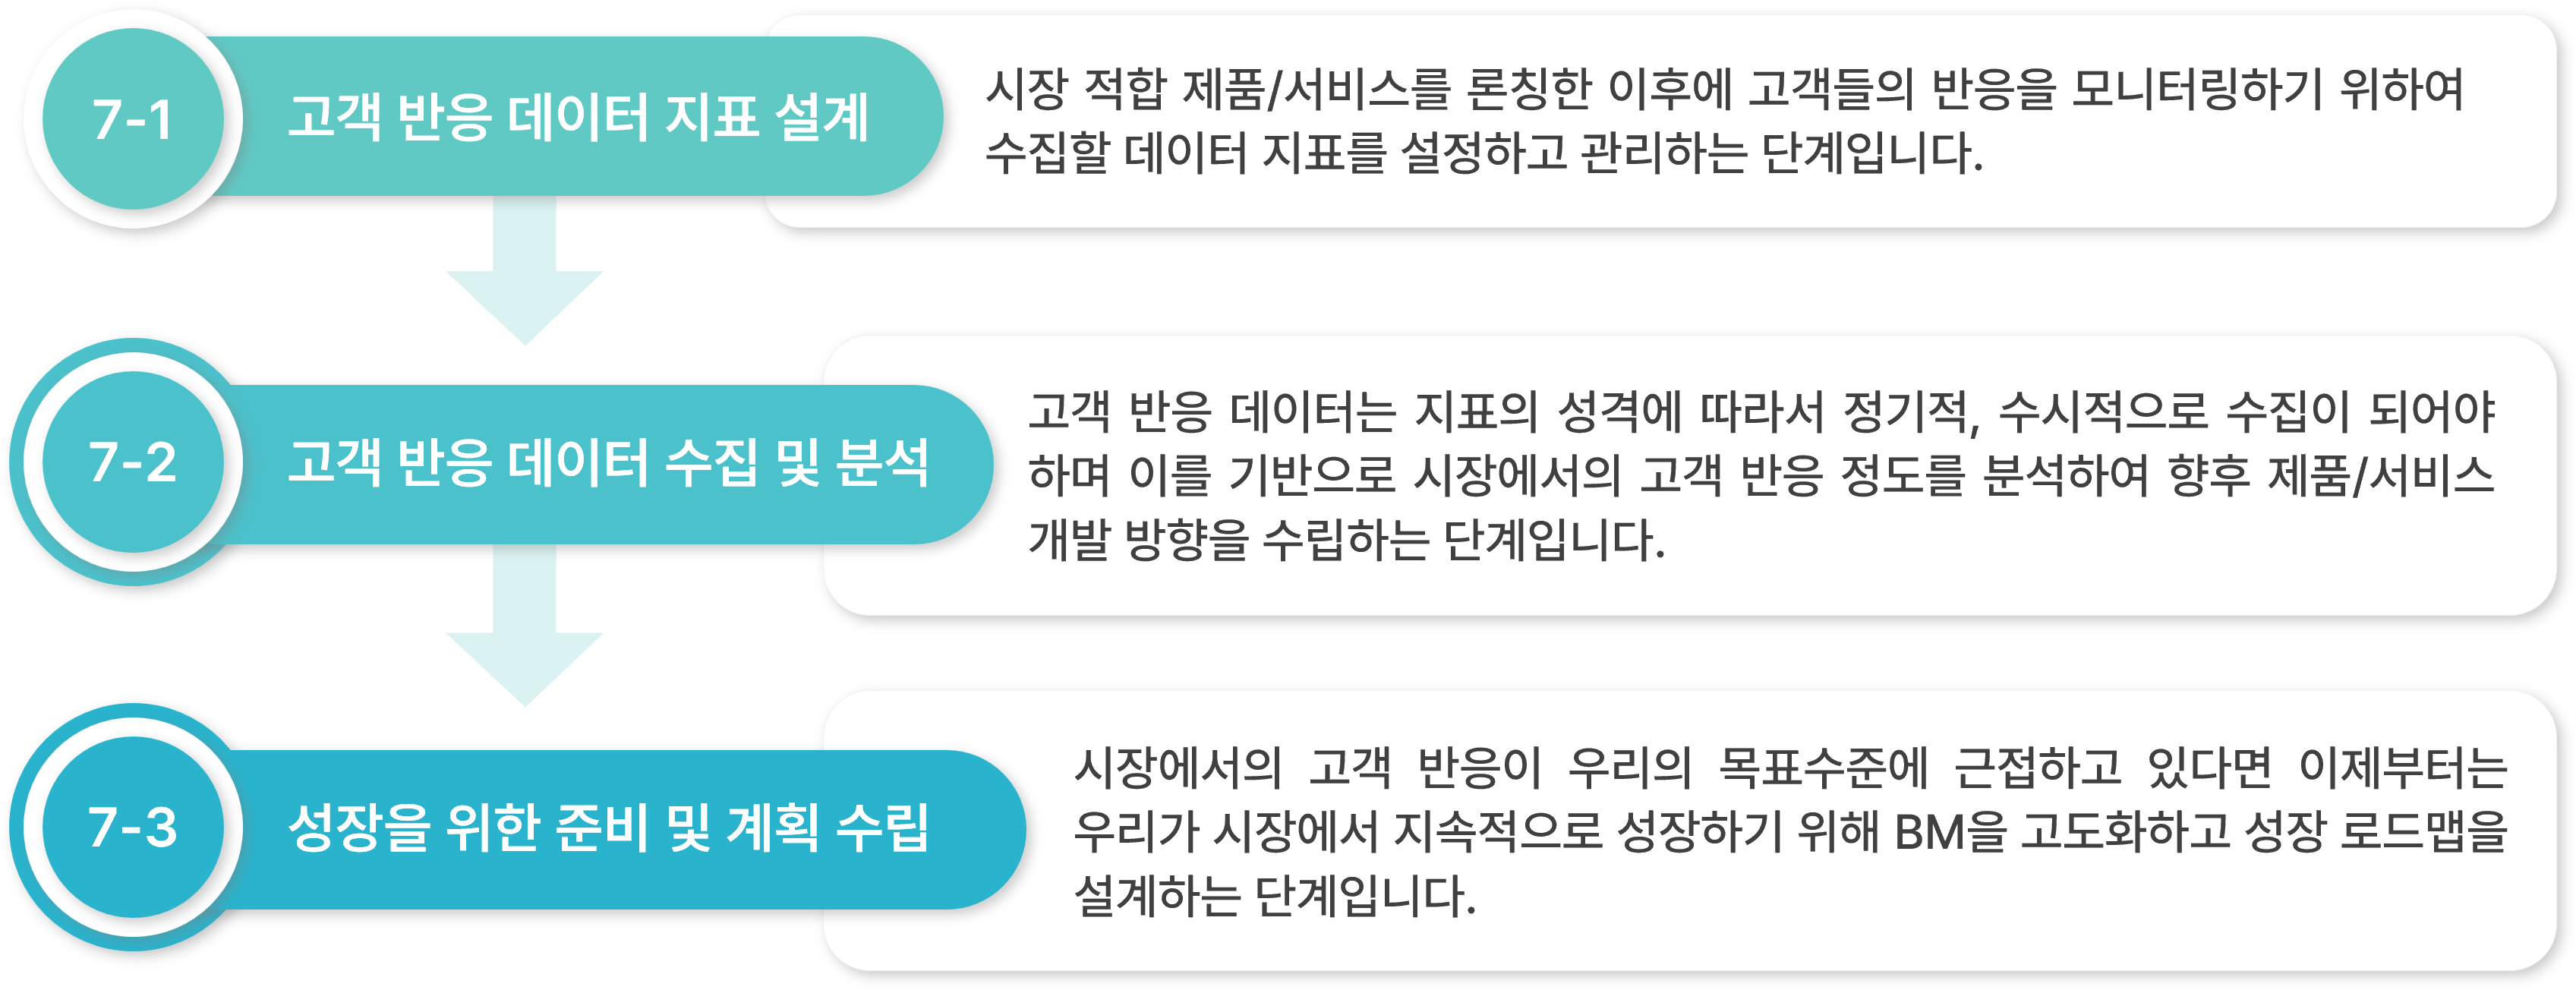 7-1
고객 반응 데이터 지표 설계
시장 적합 제품/서비스를 론칭한 이후에 고객들의 반응을 모니터링하기 위하여
수집할 데이터 지표를 설정하고 관리하는 단계입니다.
7-2
고객 반응 데이터 수집 및 분석
고객 반응 데이터는 지표의 성격에 따라서 정기적, 수시적으로 수집이 되어야
하며 이를 기반으로 시장에서의 고객 반응 정도를 분석하여 향후 제품/서비스
개발 방향을 수립하는 단계입니다.
7-3
성장을 위한 준비 및 계획 수립
시장에서의 고객 반응이 우리의 목표수준에 근접하고 있다면 이제부터는
우리가 시장에서 지속적으로 성장하기 위해 BM을 고도화하고 성장 로드맵을
설계하는 단계입니다.